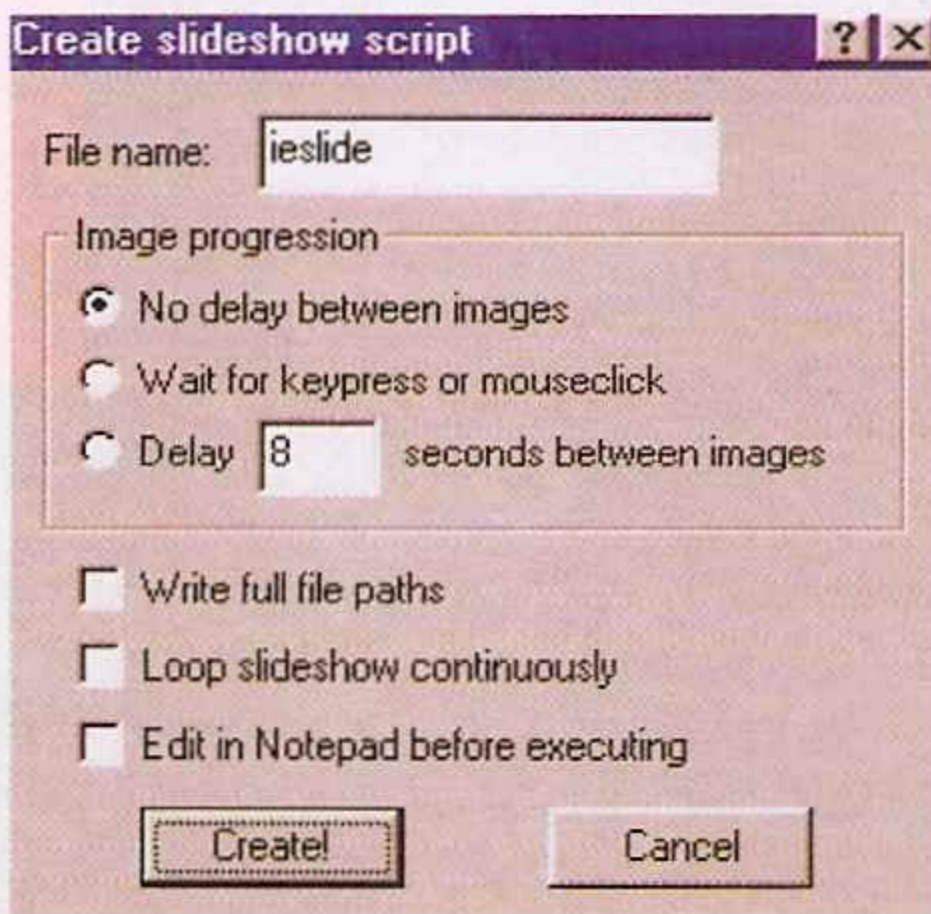 Create slideshow script ? ×
File name: ieslide
Image progression
No delay between images
Wait for keypress or mouseclick
Delay 8 seconds between images
Write full file paths
Loop slideshow continuously
Edit in Notepad before executing
Create! Cancel